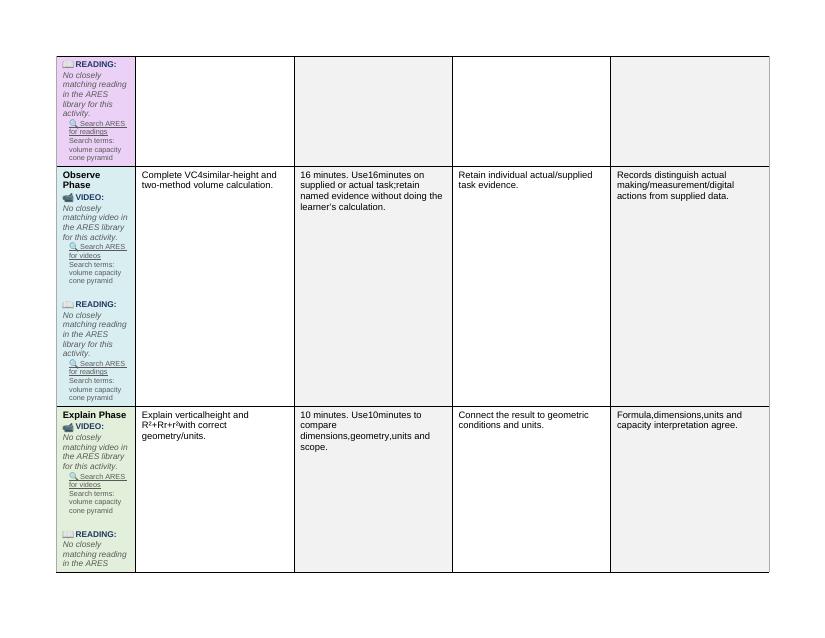 📖 READING:
No closely
matching reading
in the ARES
library for this
activity.
🔍 Search ARES
for readings
Search terms:
volume capacity
cone pyramid
Observe
Phase
📹 VIDEO:
No closely
matching video in
the ARES library
for this activity.
🔍 Search ARES
for videos
Search terms:
volume capacity
cone pyramid
📖 READING:
No closely
matching reading
in the ARES
library for this
activity.
🔍 Search ARES
for readings
Search terms:
volume capacity
cone pyramid
Complete VC4similar-height and
two-method volume calculation.
16 minutes. Use16minutes on
supplied or actual task;retain
named evidence without doing the
learner's calculation.
Retain individual actual/supplied
task evidence.
Records distinguish actual
making/measurement/digital
actions from supplied data.
Explain Phase
📹 VIDEO:
No closely
matching video in
the ARES library
for this activity.
🔍 Search ARES
for videos
Search terms:
volume capacity
cone pyramid
📖 READING:
No closely
matching reading
in the ARES
Explain verticalheight and
R²+Rr+r²with correct
geometry/units.
10 minutes. Use10minutes to
compare
dimensions,geometry,units and
scope.
Connect the result to geometric
conditions and units.
Formula,dimensions,units and
capacity interpretation agree.